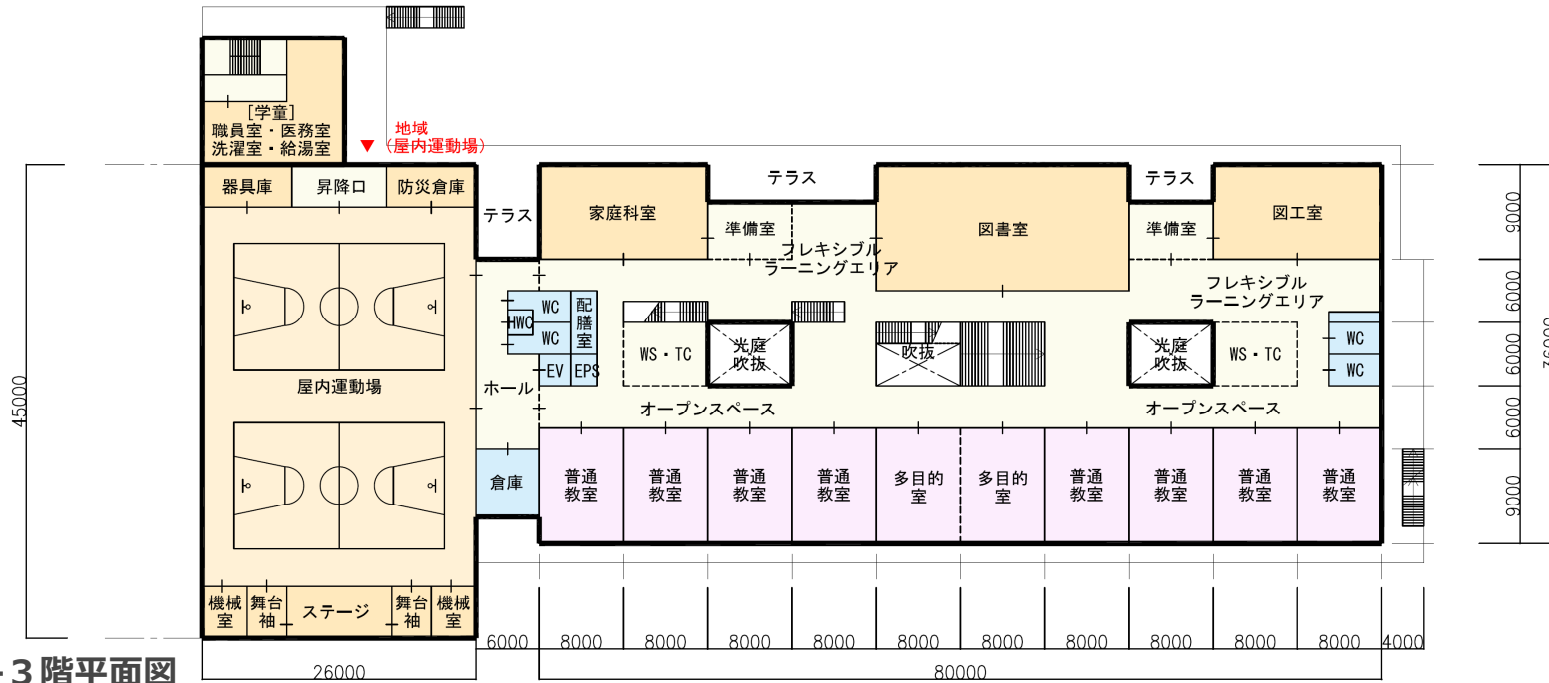 [学童]
職員室・医務室
洗濯室・給湯室
地域
(屋内運動場)
器具庫
昇降口
防災倉庫
テラス
家庭科室
テラス
準備室
フレキシブル
ラーニングエリア
図書室
テラス
準備室
図工室
フレキシブル
ラーニングエリア
WC
HWC
WC
配
膳
室
EV
EPS
WS・TC
光庭
吹抜
吹抜
光庭
吹抜
WS・TC
WC
WC
屋内運動場
ホール
オープンスペース
オープンスペース
倉庫
普通
教室
普通
教室
普通
教室
普通
教室
多目的
室
多目的
室
普通
教室
普通
教室
普通
教室
普通
教室
機械
室
舞台
袖
ステージ
舞台
袖
機械
室
45000
9000
6000
6000
6000
9000
6000
8000
8000
8000
8000
8000
8000
8000
8000
8000
8000
4000
26000
80000
３階平面図